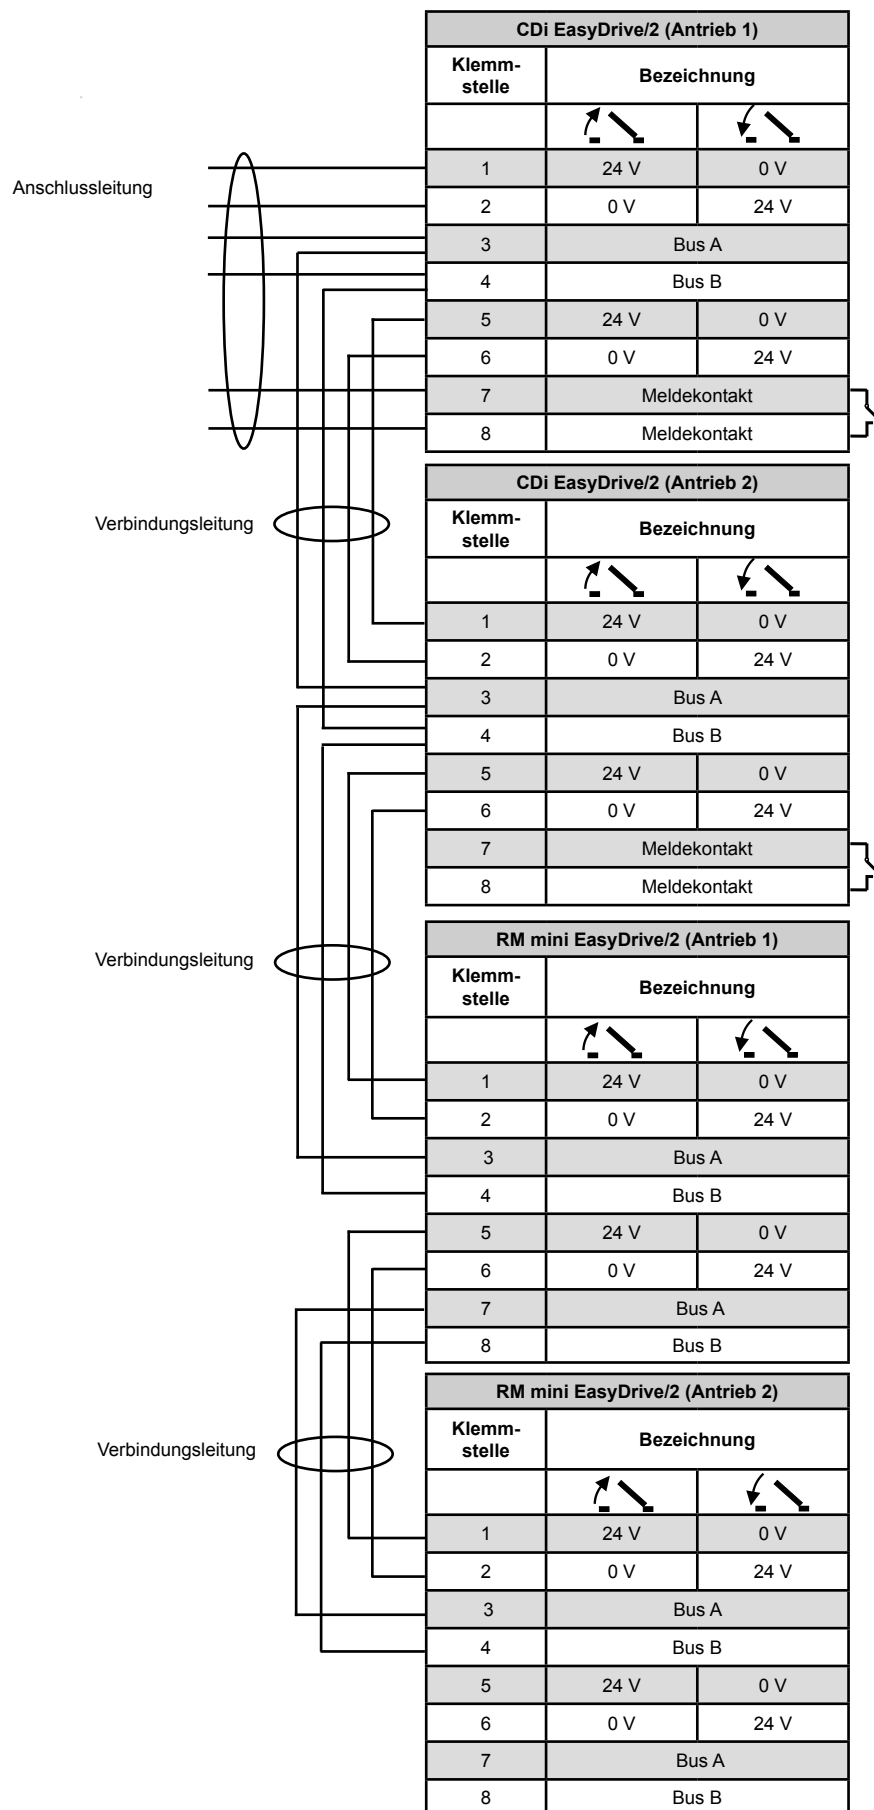 CDi EasyDrive/2 (Antrieb 1)
Klemm-
stelle
Bezeichnung
1 24 V 0 V
Anschlussleitung
2 0 V 24 V
3 Bus A
4 Bus B
5 24 V 0 V
6 0 V 24 V
7 Meldekontakt
8 Meldekontakt
CDi EasyDrive/2 (Antrieb 2)
Verbindungsleitung
Klemm-
stelle
Bezeichnung
1 24 V 0 V
2 0 V 24 V
3 Bus A
4 Bus B
5 24 V 0 V
6 0 V 24 V
7 Meldekontakt
8 Meldekontakt
RM mini EasyDrive/2 (Antrieb 1)
Verbindungsleitung
Klemm-
stelle
Bezeichnung
1 24 V 0 V
2 0 V 24 V
3 Bus A
4 Bus B
5 24 V 0 V
6 0 V 24 V
7 Bus A
8 Bus B
RM mini EasyDrive/2 (Antrieb 2)
Verbindungsleitung
Klemm-
stelle
Bezeichnung
1 24 V 0 V
2 0 V 24 V
3 Bus A
4 Bus B
5 24 V 0 V
6 0 V 24 V
7 Bus A
8 Bus B